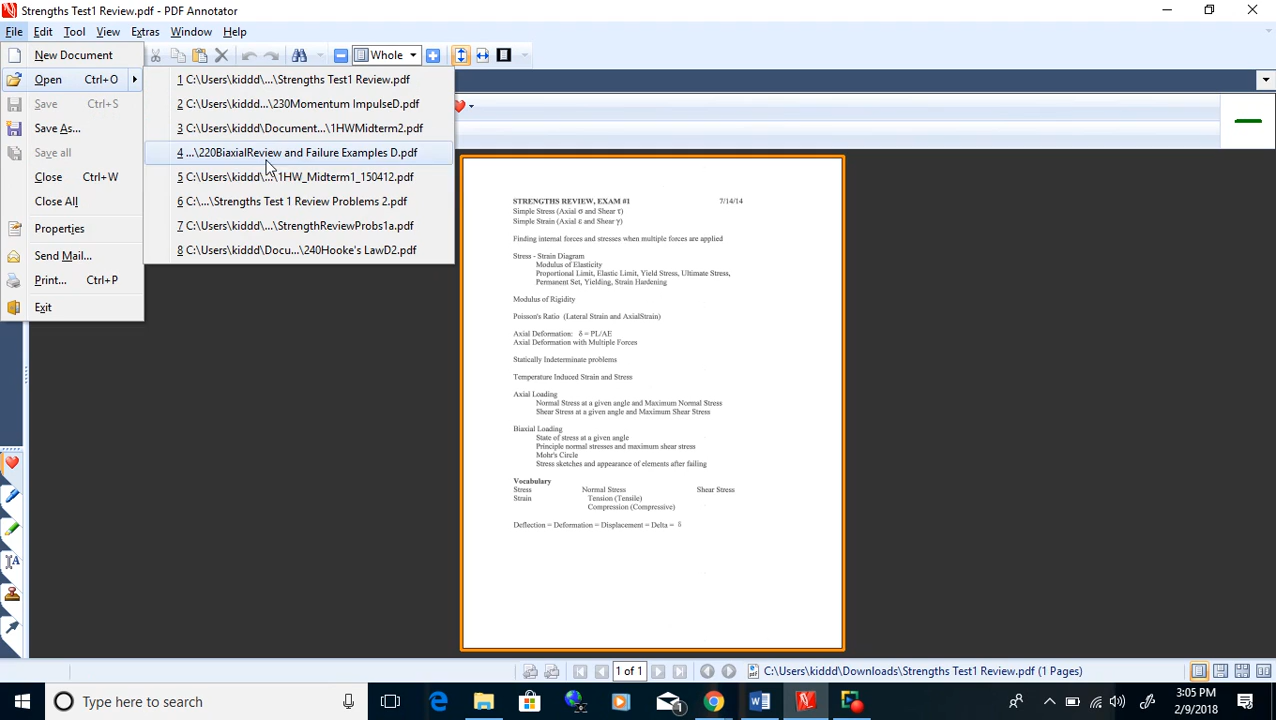 Strengths Test1 Review.pdf - PDF Annotator
File Edit Tool View Extras Window Help
New Document
Open Ctrl+O
Save Ctrl+S
Save As...
Save all
Close Ctrl+W
Close All
Properties
Send Mail...
Print... Ctrl+P
Exit
1 C:\Users\kiddd\...\Strengths Test1 Review.pdf
2 C:\Users\kiddd...\230Momentum ImpulseD.pdf
3 C:\Users\kiddd\Document...\1HWMidterm2.pdf
4 ...\220BiaxialReview and Failure Examples D.pdf
5 C:\Users\kiddd\...\1HW_Midterm1_150412.pdf
6 C:\...\Strengths Test 1 Review Problems 2.pdf
7 C:\Users\kiddd\...\StrengthReviewProbs1a.pdf
8 C:\Users\kiddd\Docu...\240Hookes LawD2.pdf
Whole
STRENGTHS REVIEW, EXAM #1 7/14/14
Simple Stress (Axial σ and Shear τ)
Simple Strain (Axial ε and Shear γ)
Finding internal forces and stresses when multiple forces are applied
Stress - Strain Diagram
Modulus of Elasticity
Proportional Limit, Elastic Limit, Yield Stress, Ultimate Stress,
Permanent Set, Yielding, Strain Hardening
Modulus of Rigidity
Poisson's Ratio (Lateral Strain and AxialStrain)
Axial Deformation: δ = PL/AE
Axial Deformation with Multiple Forces
Statically Indeterminate problems
Temperature Induced Strain and Stress
Axial Loading
Normal Stress at a given angle and Maximum Normal Stress
Shear Stress at a given angle and Maximum Shear Stress
Biaxial Loading
State of stress at a given angle
Principle normal stresses and maximum shear stress
Mohr's Circle
Stress sketches and appearance of elements after failing
Vocabulary
Stress Normal Stress Shear Stress
Strain Tension (Tensile)
Compression (Compressive)
Deflection = Deformation = Displacement = Delta = δ
1 of 1
C:\Users\kiddd\Downloads\Strengths Test1 Review.pdf (1 Pages)
Type here to search
1
3:05 PM
2/9/2018